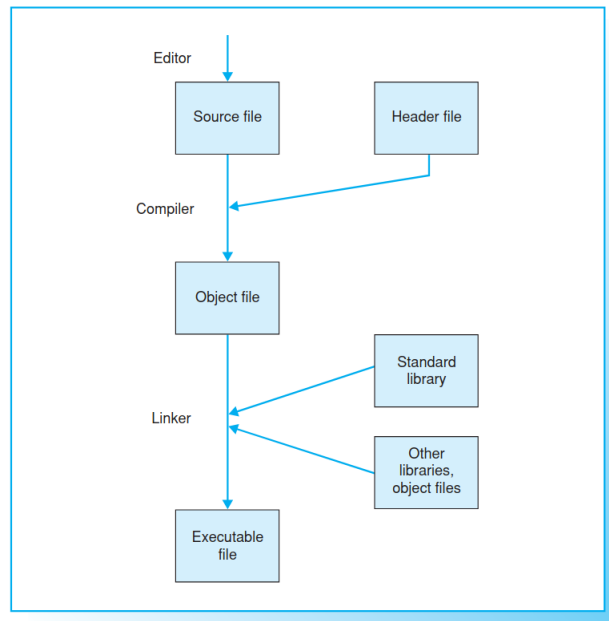 Editor
Source file
Header file
Compiler
Object file
Standard
library
Linker
Other
libraries,
object files
Executable
file